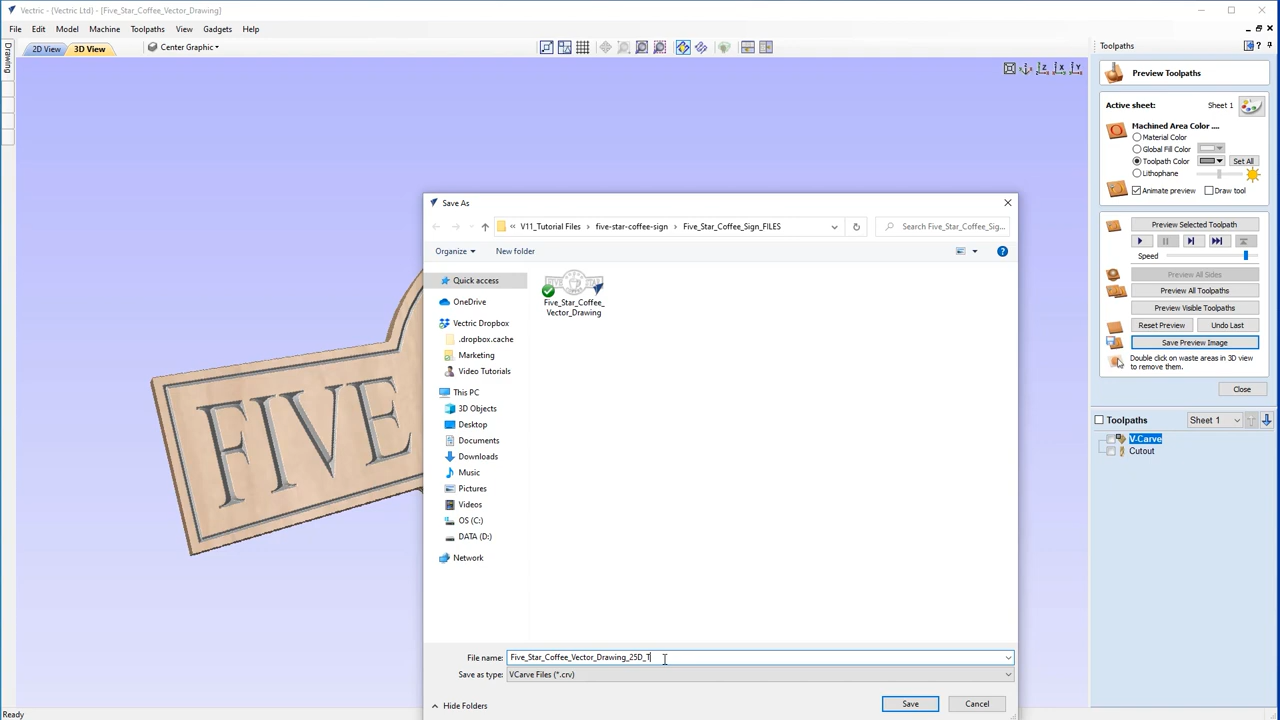 Vectric - {Vectric Ltd} - [Five_Star_Coffee_Vector_Drawing]
File Edit Model Machine Toolpaths View Gadgets Help
2D View 3D View Center Graphic
Drawing
Toolpaths
Preview Toolpaths
Active sheet: Sheet 1
Machined Area Color ....
Material Color
Global Fill Color
Toolpath Color Set All
Lithophane
Animate preview Draw tool
Preview Selected Toolpath
Speed
Preview All Sides
Preview All Toolpaths
Preview Visible Toolpaths
Reset Preview Undo Last
Save Preview Image
Double click on waste areas in 3D view
to remove them.
Close
Toolpaths Sheet 1
V-Carve
Cutout
FIVE
Save As
« V11_Tutorial Files › five-star-coffee-sign › Five_Star_Coffee_Sign_FILES
Search Five_Star_Coffee_Sig...
Organize New folder
Quick access
OneDrive
Vectric Dropbox
.dropbox.cache
Marketing
Video Tutorials
This PC
3D Objects
Desktop
Documents
Downloads
Music
Pictures
Videos
OS (C:)
DATA (D:)
Network
Five_Star_Coffee_
Vector_Drawing
File name: Five_Star_Coffee_Vector_Drawing_25D_T
Save as type: VCarve Files (*.crv)
Hide Folders
Save Cancel
Ready